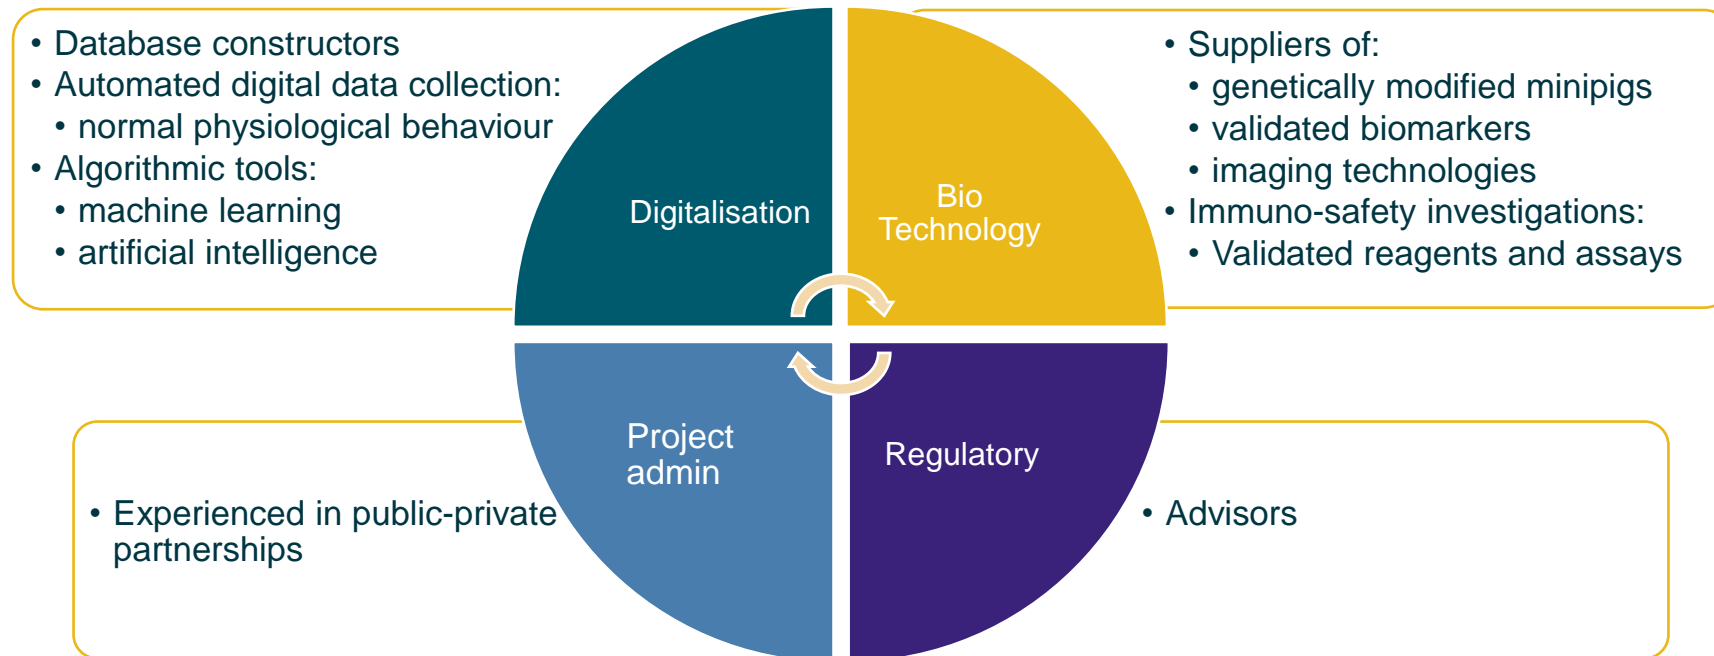 • Database constructors
• Automated digital data collection:
• normal physiological behaviour
• Algorithmic tools:
• machine learning
• artificial intelligence
Digitalisation
Bio
Technology
• Suppliers of:
• genetically modified minipigs
• validated biomarkers
• imaging technologies
• Immuno-safety investigations:
• Validated reagents and assays
Project
admin
• Experienced in public-private
partnerships
Regulatory
• Advisors